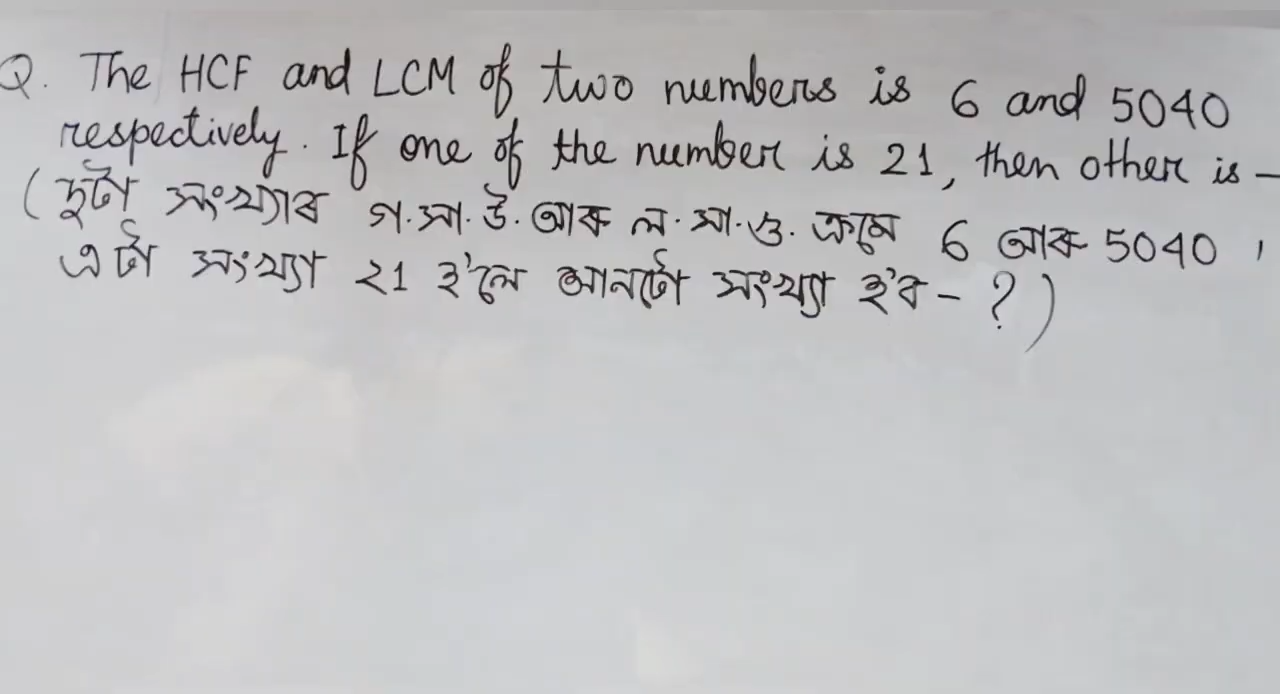 Q. The HCF and LCM of two numbers is 6 and 5040
respectively. If one of the number is 21, then other is –
(দুটা সংখ্যাৰ গ.সা.উ. আৰু ল.সা.গু. ক্ৰমে 6 আৰু 5040 ,
এটা সংখ্যা 21 হ'লে আনটো সংখ্যা হ'ব – ?)